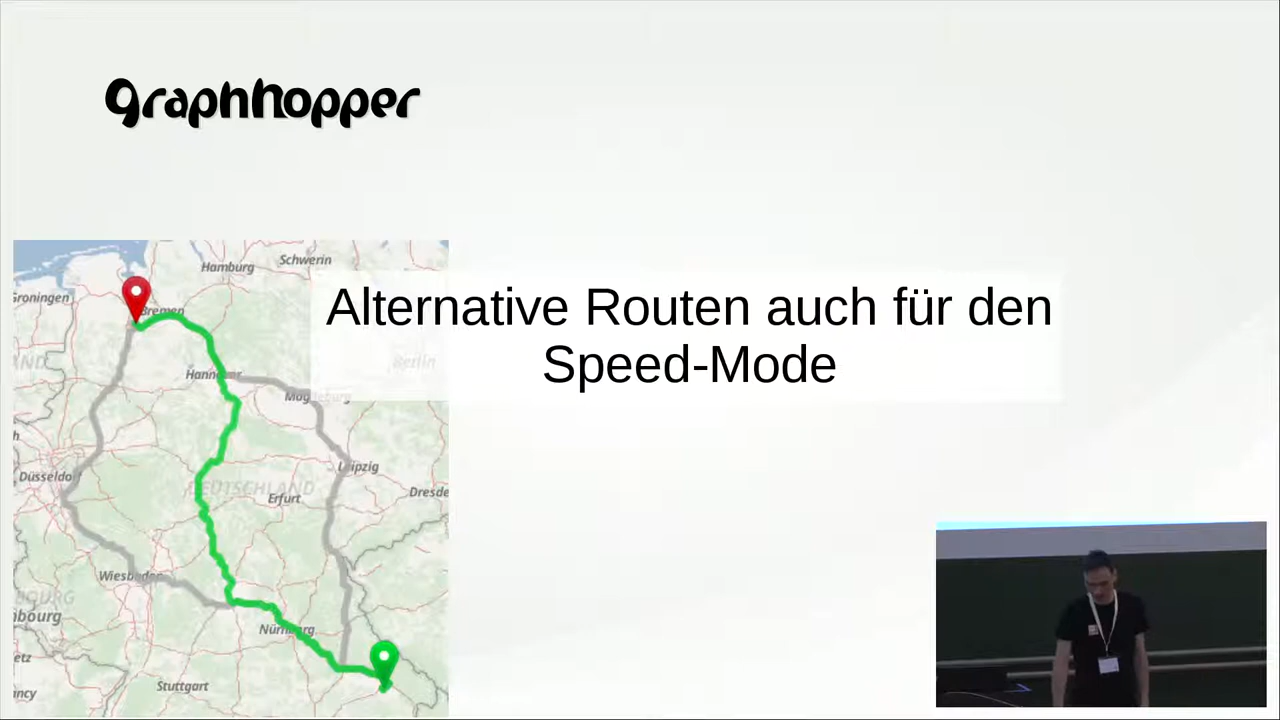 graphhopper
Alternative Routen auch für den
Speed-Mode
Hamburg
Schwerin
Groningen
Bremen
Berlin
Hannover
Magdeburg
Düsseldorf
Leipzig
DEUTSCHLAND
Erfurt
Wiesbaden
Nürnberg
Stuttgart